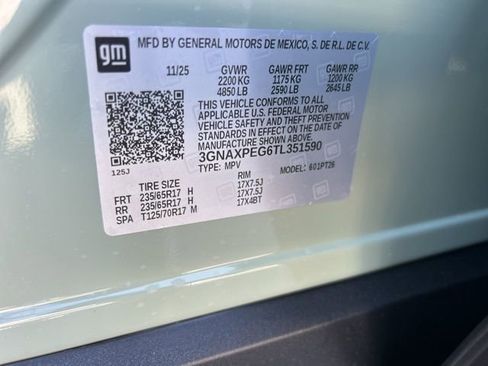 gm
MFD BY GENERAL MOTORS DE MEXICO, S. DE R.L. DE C.V.
11/25 GVWR GAWR FRT GAWR RR
2200 KG 1175 KG 1200 KG
4850 LB 2590 LB 2645 LB
THIS VEHICLE CONFORMS TO ALL
APPLICABLE U.S. FEDERAL MOTOR
VEHICLE SAFETY AND THEFT PREVENTION
STANDARDS IN EFFECT ON THE DATE OF
MANUFACTURE SHOWN ABOVE.
3GNAXPEG6TL351590
TYPE: MPV MODEL: 601PT26
125J
TIRE SIZE RIM
FRT 235/65R17 H 17X7.5J
RR 235/65R17 H 17X7.5J
SPA T125/70R17 M 17X4BT